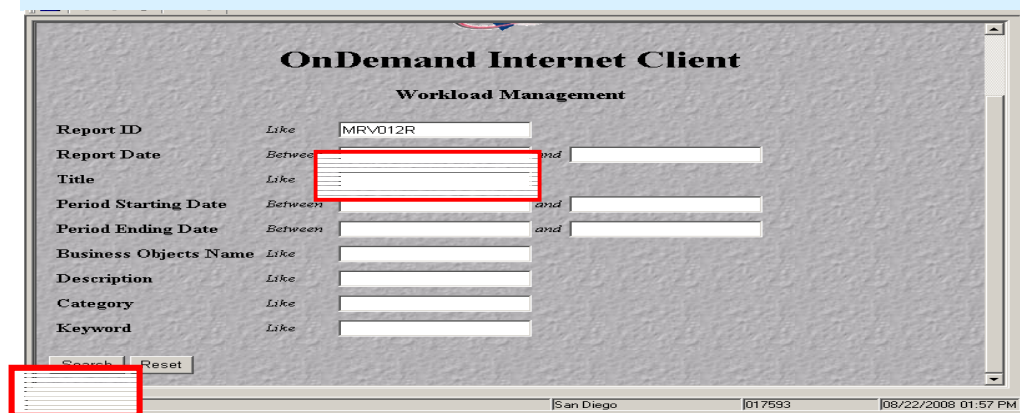 OnDemand Internet Client
Workload Management
Report ID Like MRV012R
Report Date Between and
Title Like
Period Starting Date Between and
Period Ending Date Between and
Business Objects Name Like
Description Like
Category Like
Keyword Like
Search Reset
San Diego 017593 08/22/2008 01:57 PM